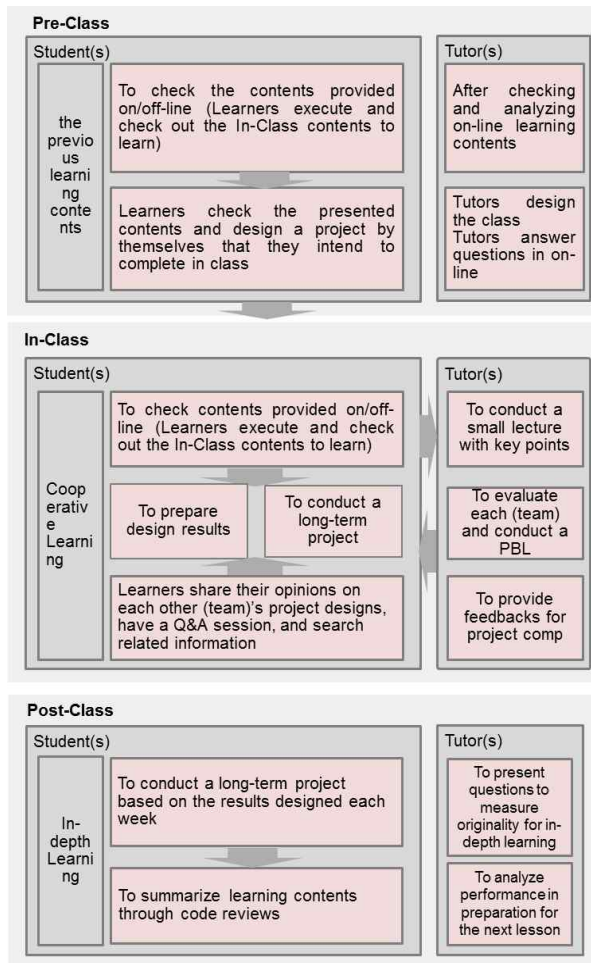 Pre-Class
Student(s)
the
previo
us
learni
ng
conte
nts
To check the contents provided
on/off-line (Learners execute and
check out the In-Class contents to
learn)
Learners check the presented
contents and design a project by
themselves that they intend to
complete in class
Tutor(s)
After checking
and analyzing
on-line learning
contents
Tutors design
the class
Tutors answer
questions in on-
line
In-Class
Student(s)
Coop
erativ
e
Learni
ng
To check contents provided on/off-
line (Learners execute and check
out the In-Class contents to learn)
To prepare
design results
To conduct a
long-term
project
Learners share their opinions on
each other (team)'s project designs,
have a Q&A session, and search
related information
Tutor(s)
To conduct a
small lecture
with key points
To evaluate
each (team)
and conduct a
PBL
To provide
feedbacks for
project comp
Post-Class
Student(s)
In-
depth
Learni
ng
To conduct a long-term project
based on the results designed each
week
To summarize learning contents
through code reviews
Tutor(s)
To present
questions to
measure
originality for in-
depth learning
To analyze
performance in
preparation for
the next lesson